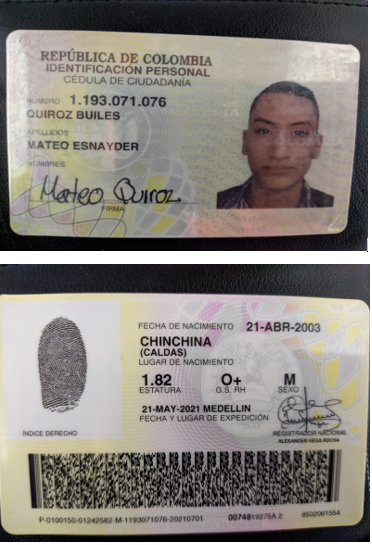 REPÚBLICA DE COLOMBIA
IDENTIFICACIÓN PERSONAL
CÉDULA DE CIUDADANÍA
NÚMERO 1.193.071.076
QUIROZ BUILES
APELLIDOS
MATEO ESNAYDER
NOMBRES
Mateo Quiroz
FIRMA
FECHA DE NACIMIENTO 21-ABR-2003
CHINCHINA
(CALDAS)
LUGAR DE NACIMIENTO
1.82 O+ M
ESTATURA G.S. RH SEXO
21-MAY-2021 MEDELLIN
FECHA Y LUGAR DE EXPEDICIÓN
ÍNDICE DERECHO
REGISTRADOR NACIONAL
ALEXANDER VEGA ROCHA
P-0100150-01242582-M-1193071076-20210701 0074819275A 2 9502061554